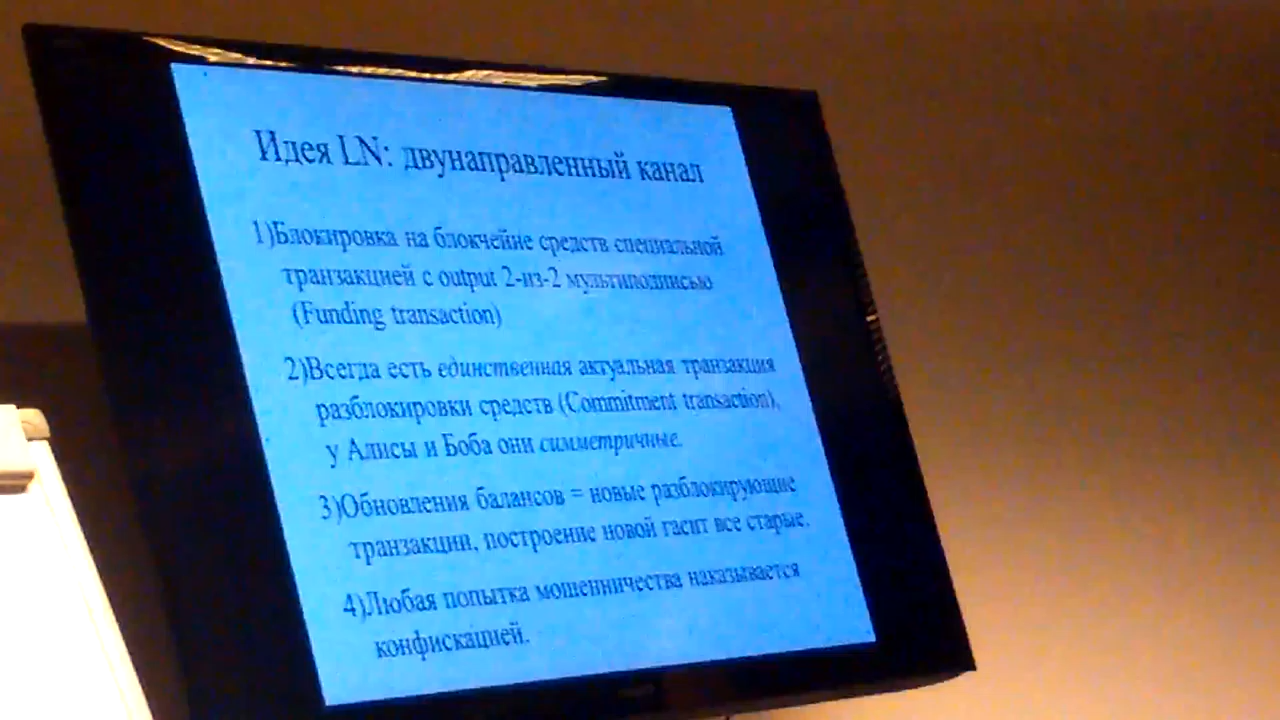 Идея LN: двунаправленный канал
1)Блокировка на блокчейне средств специальной
транзакцией с output 2-из-2 мультиподписью
(Funding transaction)
2)Всегда есть единственная актуальная транзакция
разблокировки средств (Commitment transaction),
у Алисы и Боба они симметричные.
3)Обновления балансов = новые разблокирующие
транзакции, построение новой гасит все старые.
4)Любая попытка мошенничества наказывается
конфискацией.